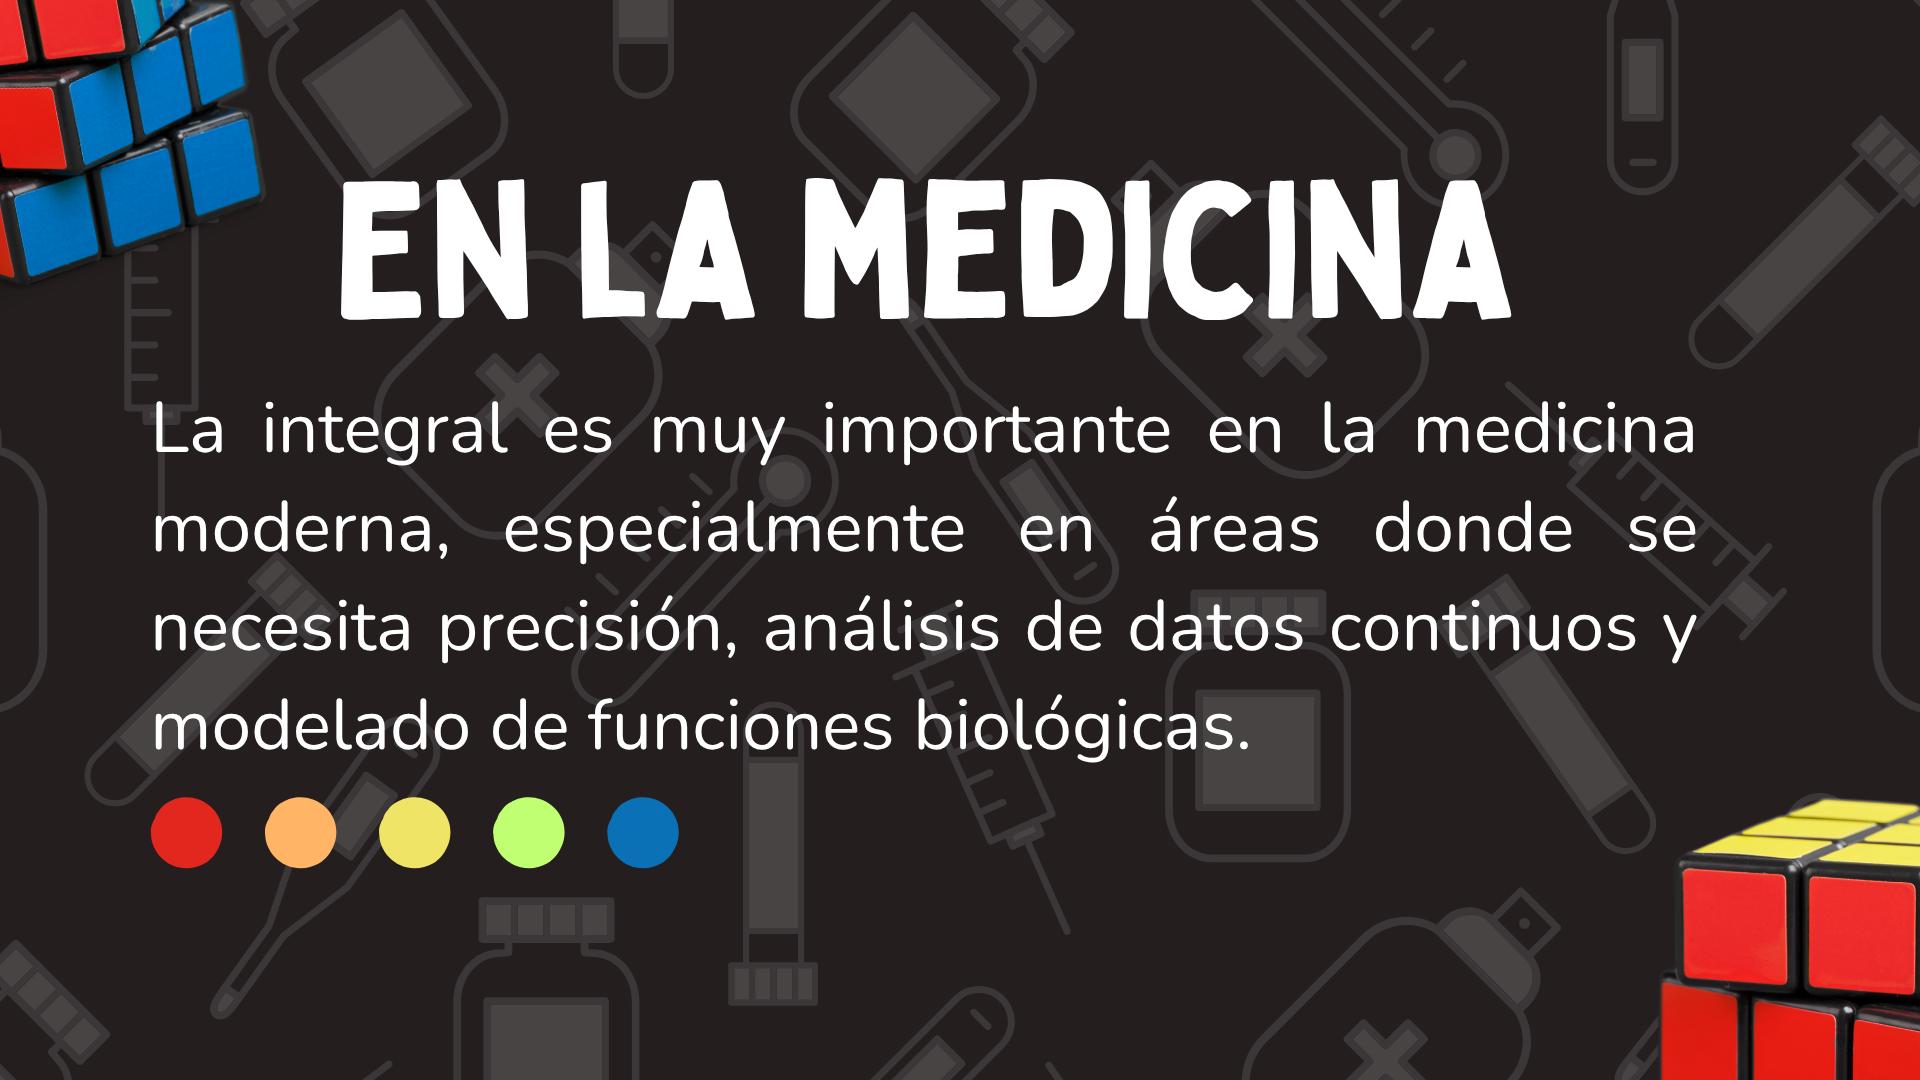 EN LA MEDICINA
La integral es muy importante en la medicina
moderna, especialmente en áreas donde se
necesita precisión, análisis de datos continuos y
modelado de funciones biológicas.